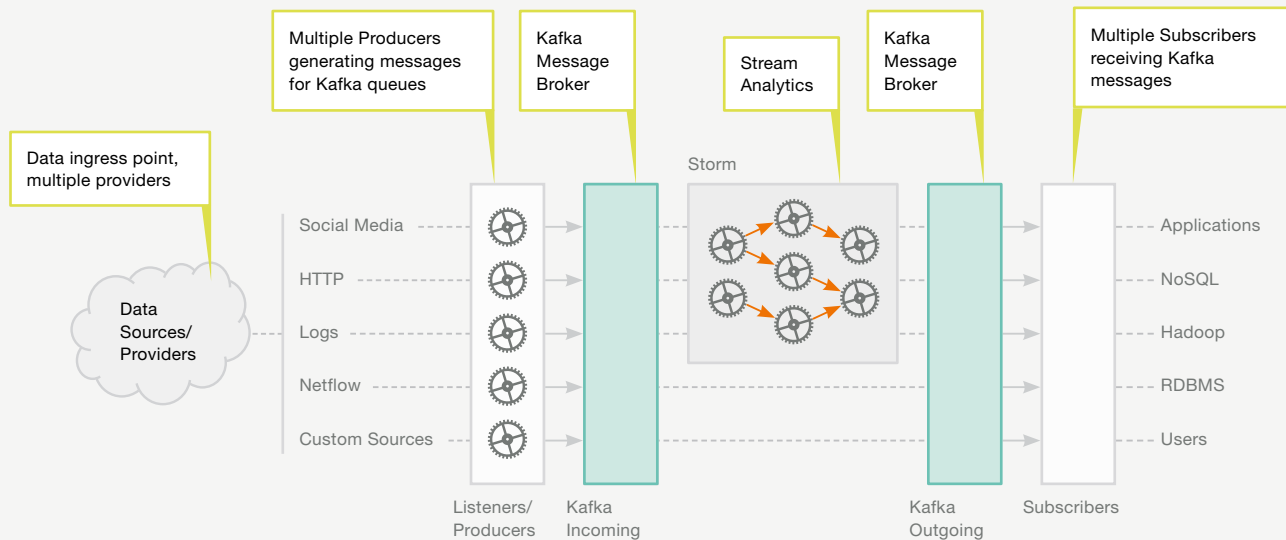 Multiple Producers
generating messages
for Kafka queues
Kafka
Message
Broker
Stream
Analytics
Kafka
Message
Broker
Multiple Subscribers
receiving Kafka
messages
Data ingress point,
multiple providers
Storm
Data
Sources/
Providers
Social Media
HTTP
Logs
Netflow
Custom Sources
Applications
NoSQL
Hadoop
RDBMS
Users
Listeners/
Producers
Kafka
Incoming
Kafka
Outgoing
Subscribers